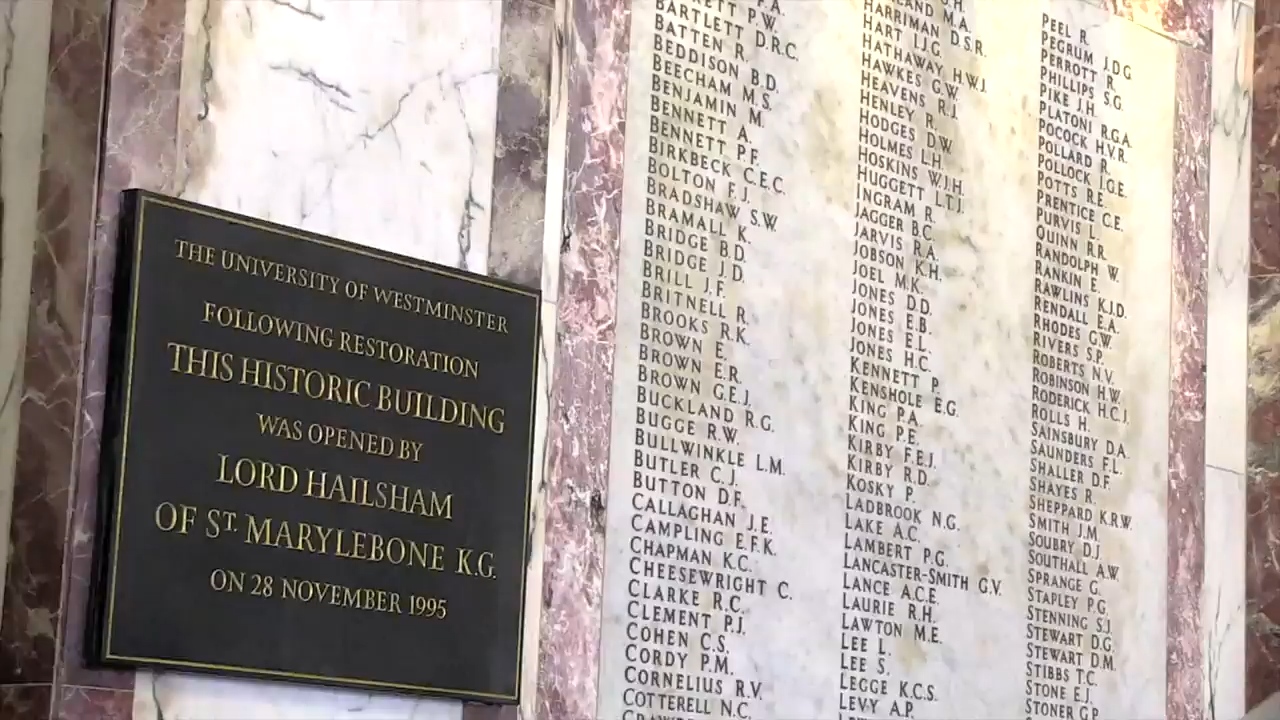 THE UNIVERSITY OF WESTMINSTER
FOLLOWING RESTORATION
THIS HISTORIC BUILDING
WAS OPENED BY
LORD HAILSHAM
OF ST. MARYLEBONE K.G.
ON 28 NOVEMBER 1995
BARTLETT P.W.
BARTLETT D.R.C.
BATTEN R.
BEDDISON B.D.
BEECHAM M.S.
BENJAMIN M.
BENNETT A.
BENNETT P.F.
BIRKBECK C.E.C.
BOLTON F.J.
BRADSHAW S.W.
BRAMALL K.
BRIDGE B.D.
BRIDGE J.D.
BRILL J.F.
BRITNELL R.
BROOKS R.K.
BROWN E.
BROWN E.R.
BROWN G.E.J.
BUCKLAND R.G.
BUGGE R.W.
BULLWINKLE L.M.
BUTLER C.J.
BUTTON D.F.
CALLAGHAN J.E.
CAMPLING E.F.K.
CHAPMAN K.C.
CHEESEWRIGHT C.
CLARKE R.C.
CLEMENT P.J.
COHEN C.S.
CORDY P.M.
CORNELIUS R.V.
COTTERELL N.C.
M.A.
HARRIMAN D.S.R.
HART I.J.G.
HATHAWAY H.W.J.
HAWKES G.W.
HEAVENS R.J.
HENLEY R.
HODGES D.W.
HOLMES L.H.
HOSKINS W.J.H.
HUGGETT L.T.J.
INGRAM R.
JAGGER B.C.
JARVIS R.A.
JOBSON K.H.
JOEL M.K.
JONES D.D.
JONES E.B.
JONES E.L.
JONES H.C.
KENNETT P.
KENSHOLE E.G.
KING P.A.
KING P.E.
KIRBY F.E.J.
KIRBY R.D.
KOSKY P.
LADBROOK N.G.
LAKE A.C.
LAMBERT P.G.
LANCASTER-SMITH G.V.
LANCE A.C.E.
LAURIE R.H.
LAWTON M.E.
LEE L.
LEE S.
LEGGE K.C.S.
LEVY A.P.
PEEL R.
PEGRUM J.D.G
PERROTT R.
PHILLIPS S.G.
PIKE J.H.
PLATONI R.G.A.
POCOCK H.V.R.
POLLARD R.
POLLOCK J.G.E.
POTTS R.E.
PRENTICE C.E.
PURVIS L.
QUINN R.R.
RANDOLPH W.
RANKIN E.
RAWLINS K.J.D.
RENDALL E.A.
RHODES G.W.
RIVERS S.P.
ROBERTS N.V.
ROBINSON H.W.
RODERICK H.C.J.
ROLLS H.
SAINSBURY D.A.
SAUNDERS F.L.
SHALLER D.F.
SHAYES R.
SHEPPARD K.R.W.
SMITH J.M.
SOUBRY D.J.
SOUTHALL A.W.
SPRANGE G.
STAPLEY P.G.
STENNING S.J.
STEWART D.G.
STEWART D.M.
STIBBS T.C.
STONE E.J.
STONER G.P.